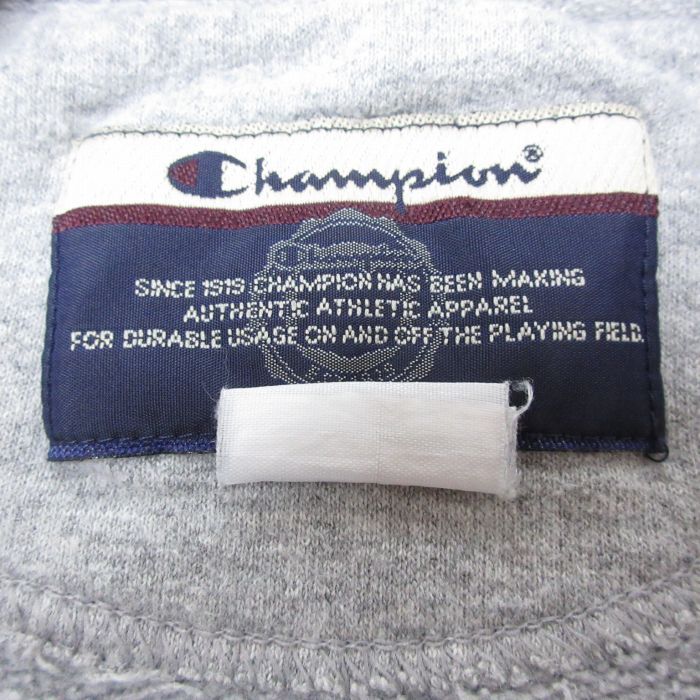 Champion®
SINCE 1919 CHAMPION HAS BEEN MAKING
AUTHENTIC ATHLETIC APPAREL
FOR DURABLE USAGE ON AND OFF THE PLAYING FIELD.
Champion